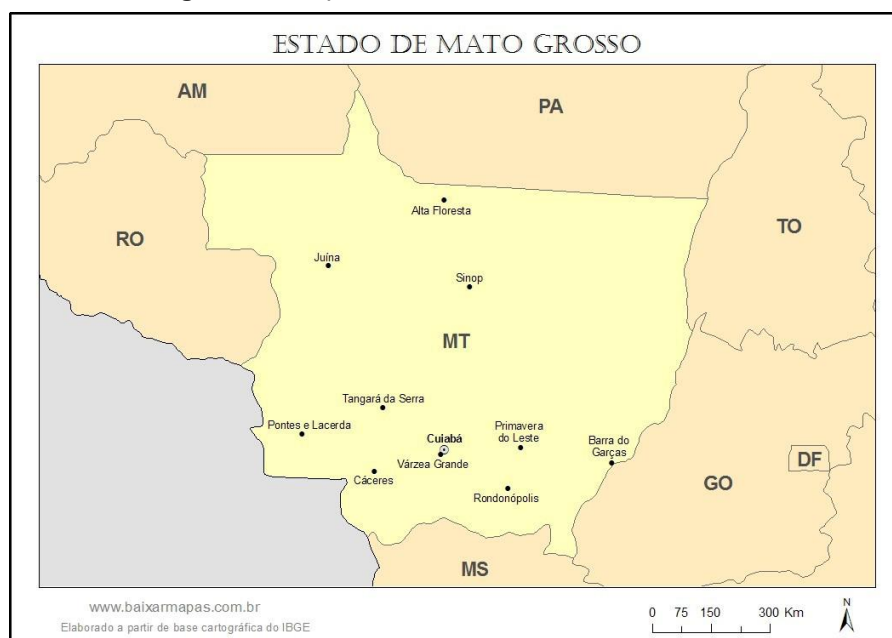 ESTADO DE MATO GROSSO
AM
PA
Alta Floresta
TO
RO
Juína
Sinop
MT
Tangará da Serra
Pontes e Lacerda
Cuiabá
Primavera
do Leste
Barra do
Garças
Várzea Grande
DF
Cáceres
GO
Rondonópolis
MS
www.baixarmapas.com.br
Elaborado a partir de base cartográfica do IBGE
0 75 150 300 Km
N